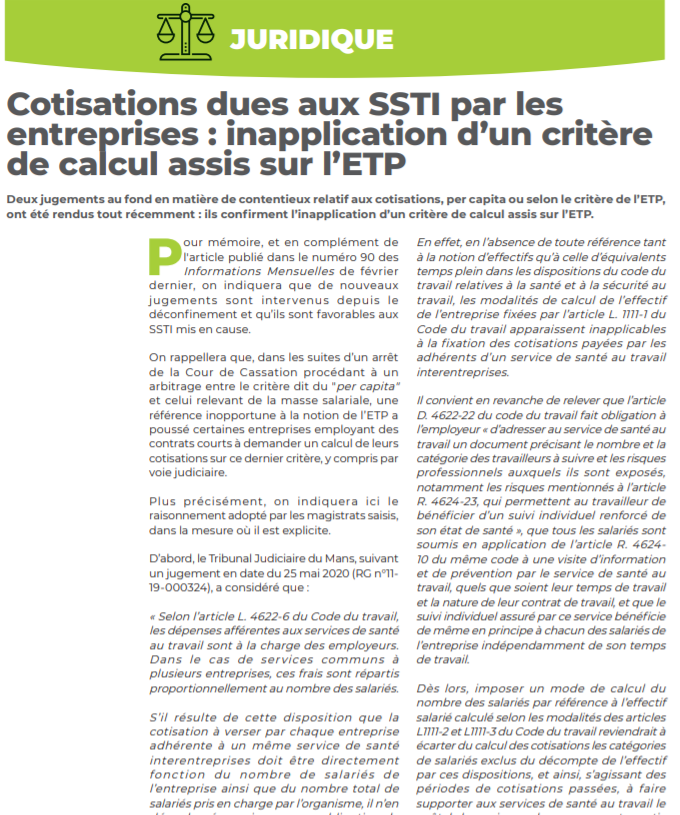 JURIDIQUE
Cotisations dues aux SSTI par les
entreprises : inapplication d’un critère
de calcul assis sur l’ETP
Deux jugements au fond en matière de contentieux relatif aux cotisations, per capita ou selon le critère de l’ETP,
ont été rendus tout récemment : ils confirment l’inapplication d’un critère de calcul assis sur l’ETP.
Pour mémoire, et en complément de
l'article publié dans le numéro 90 des
Informations Mensuelles de février
dernier, on indiquera que de nouveaux
jugements sont intervenus depuis le
déconfinement et qu’ils sont favorables aux
SSTI mis en cause.
On rappellera que, dans les suites d’un arrêt
de la Cour de Cassation procédant à un
arbitrage entre le critère dit du "per capita"
et celui relevant de la masse salariale, une
référence inopportune à la notion de l’ETP a
poussé certaines entreprises employant des
contrats courts à demander un calcul de leurs
cotisations sur ce dernier critère, y compris par
voie judiciaire.
Plus précisément, on indiquera ici le
raisonnement adopté par les magistrats saisis,
dans la mesure où il est explicite.
D’abord, le Tribunal Judiciaire du Mans, suivant
un jugement en date du 25 mai 2020 (RG n°11-
19-000324), a considéré que :
« Selon l’article L. 4622-6 du Code du travail,
les dépenses afférentes aux services de santé
au travail sont à la charge des employeurs.
Dans le cas de services communs à
plusieurs entreprises, ces frais sont répartis
proportionnellement au nombre des salariés.
S’il résulte de cette disposition que la
cotisation à verser par chaque entreprise
adhérente à un même service de santé
interentreprises doit être directement
fonction du nombre de salariés de
l’entreprise ainsi que du nombre total de
salariés pris en charge par l’organisme, il n’en
En effet, en l’absence de toute référence tant
à la notion d’effectifs qu’à celle d’équivalents
temps plein dans les dispositions du code du
travail relatives à la santé et à la sécurité au
travail, les modalités de calcul de l’effectif
de l’entreprise fixées par l’article L. 1111-1 du
Code du travail apparaissent inapplicables
à la fixation des cotisations payées par les
adhérents d’un service de santé au travail
interentreprises.
Il convient en revanche de relever que l’article
D. 4622-22 du code du travail fait obligation à
l’employeur « d’adresser au service de santé au
travail un document précisant le nombre et la
catégorie des travailleurs à suivre et les risques
professionnels auxquels ils sont exposés,
notamment les risques mentionnés à l’article
R. 4624-23, qui permettent au travailleur de
bénéficier d’un suivi individuel renforcé de
son état de santé », que tous les salariés sont
soumis en application de l’article R. 4624-
10 du même code à une visite d’information
et de prévention par le service de santé au
travail, quels que soient leur temps de travail
et la nature de leur contrat de travail, et que le
suivi individuel assuré par ce service bénéficie
de même en principe à chacun des salariés de
l’entreprise indépendamment de son temps
de travail.
Dès lors, imposer un mode de calcul du
nombre des salariés par référence à l’effectif
salarié calculé selon les modalités des articles
L1111-2 et L1111-3 du Code du travail reviendrait à
écarter du calcul des cotisations les catégories
de salariés exclus du décompte de l’effectif
par ces dispositions, et ainsi, s’agissant des
périodes de cotisations passées, à faire
supporter aux services de santé au travail le